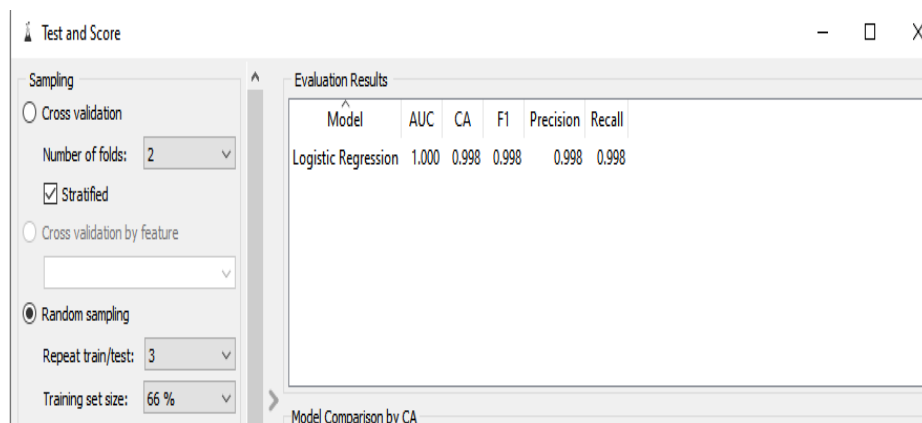 Test and Score
Sampling
Cross validation
Number of folds: 2
Stratified
Cross validation by feature
Random sampling
Repeat train/test: 3
Training set size: 66 %
Evaluation Results
Model AUC CA F1 Precision Recall
Logistic Regression 1.000 0.998 0.998 0.998 0.998
Model Comparison by CA